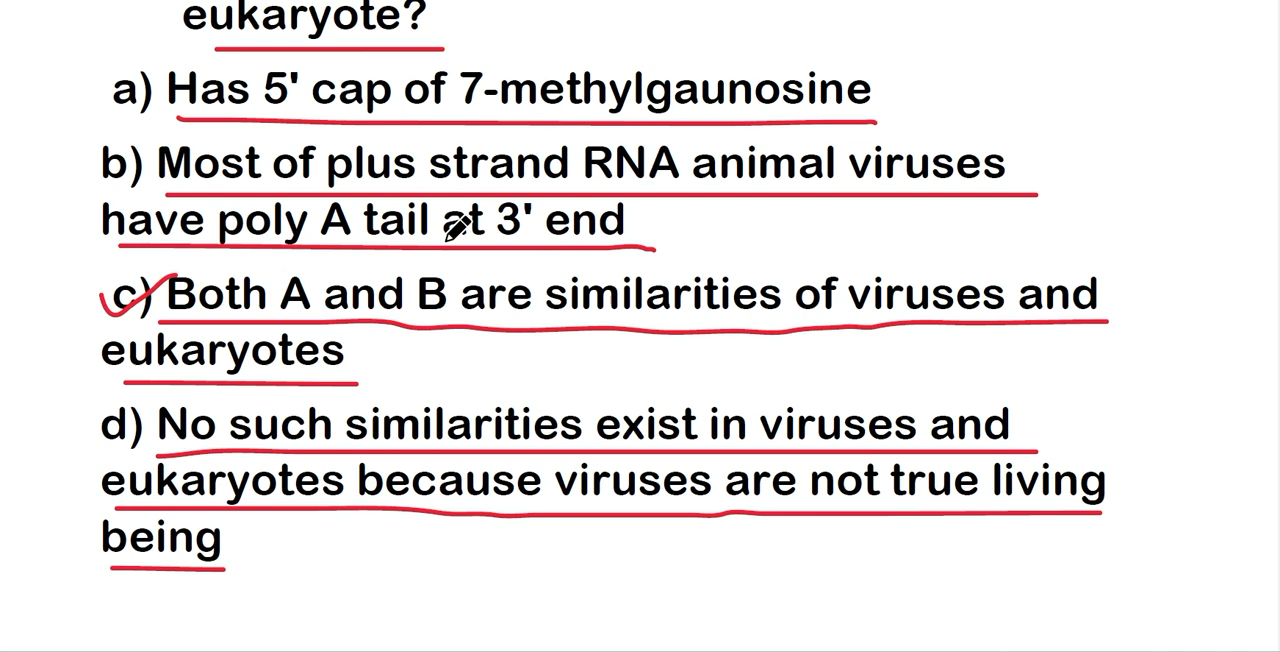 eukaryote?
a) Has 5' cap of 7-methylgaunosine
b) Most of plus strand RNA animal viruses
have poly A tail at 3' end
c) Both A and B are similarities of viruses and
eukaryotes
d) No such similarities exist in viruses and
eukaryotes because viruses are not true living
being